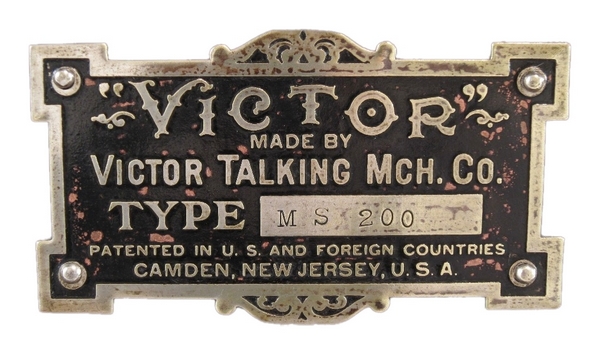 "VICTOR"
MADE BY
VICTOR TALKING MCH. CO.
TYPE MS 200
PATENTED IN U. S. AND FOREIGN COUNTRIES
CAMDEN, NEW JERSEY, U. S. A.